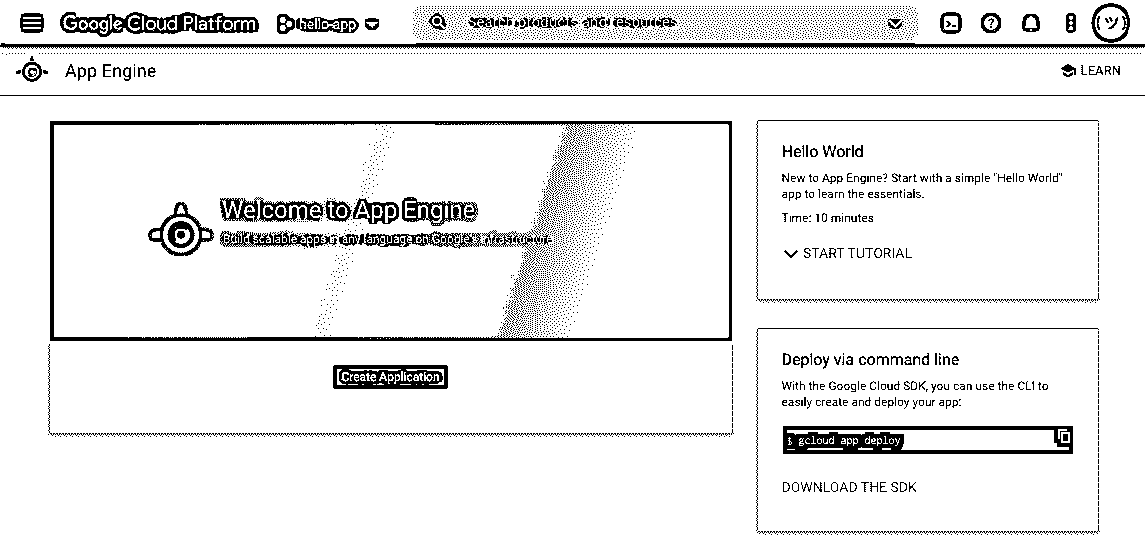 Google Cloud Platform
hello-app
Search products and resources
App Engine
LEARN
Welcome to App Engine
Build scalable apps in any language on Google's infrastructure
Create Application
Hello World
New to App Engine? Start with a simple "Hello World"
app to learn the essentials.
Time: 10 minutes
START TUTORIAL
Deploy via command line
With the Google Cloud SDK, you can use the CLI to
easily create and deploy your app:
$ gcloud app deploy
DOWNLOAD THE SDK